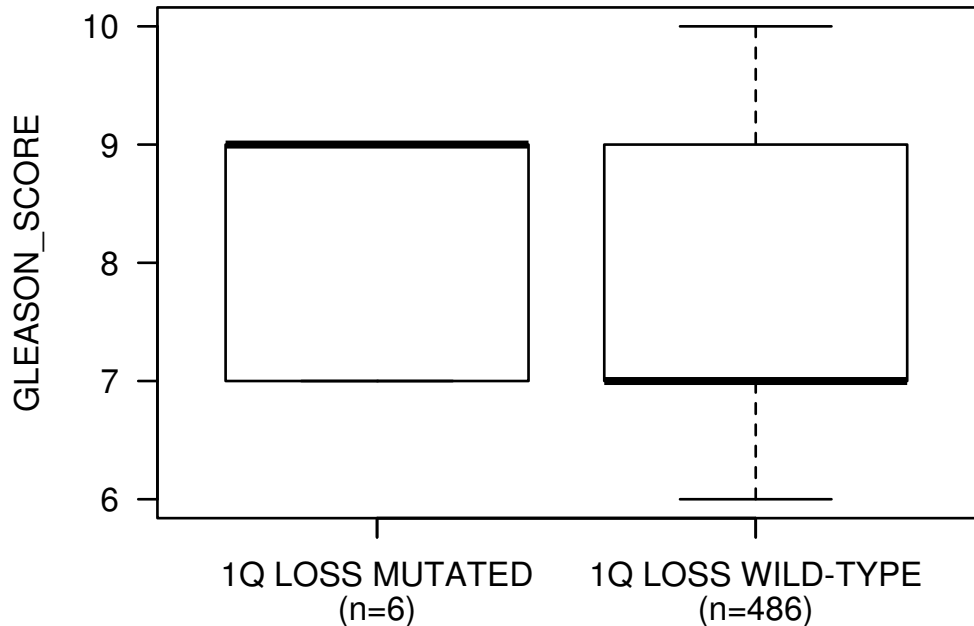 GLEASON_SCORE
10
9
8
7
6
1Q LOSS MUTATED
(n=6)
1Q LOSS WILD-TYPE
(n=486)